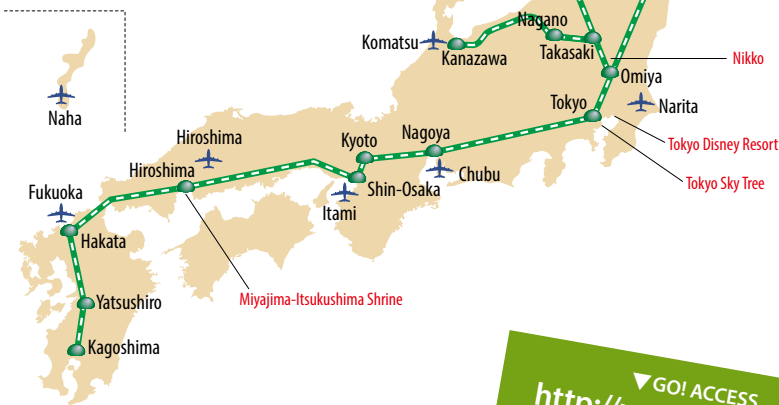 Nagano
Komatsu
Kanazawa
Takasaki
Nikko
Omiya
Naha
Tokyo
Narita
Hiroshima
Kyoto
Nagoya
Tokyo Disney Resort
Hiroshima
Chubu
Tokyo Sky Tree
Fukuoka
Shin-Osaka
Itami
Hakata
Miyajima-Itsukushima Shrine
Yatsushiro
Kagoshima
▼GO! ACCESS